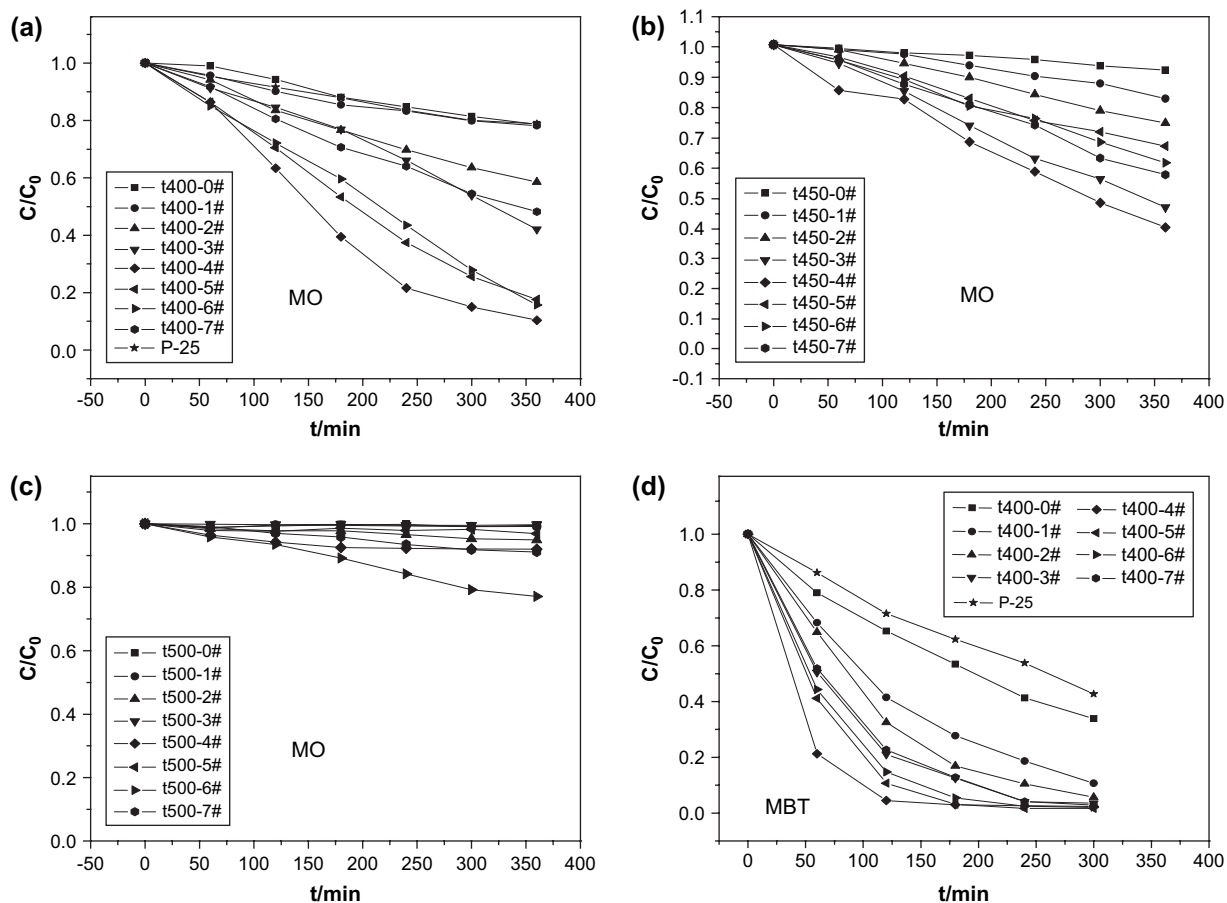 (a)
C/C0
1.0
0.8
0.6
0.4
0.2
0.0
t400-0#
t400-1#
t400-2#
t400-3#
t400-4#
t400-5#
t400-6#
t400-7#
P-25
MO
-50 0 50 100 150 200 250 300 350 400
t/min
(b)
C/C0
1.1
1.0
0.9
0.8
0.7
0.6
0.5
0.4
0.3
0.2
0.1
0.0
-0.1
t450-0#
t450-1#
t450-2#
t450-3#
t450-4#
t450-5#
t450-6#
t450-7#
MO
-50 0 50 100 150 200 250 300 350 400
t/min
(c)
C/C0
1.0
0.8
0.6
0.4
0.2
0.0
t500-0#
t500-1#
t500-2#
t500-3#
t500-4#
t500-5#
t500-6#
t500-7#
MO
-50 0 50 100 150 200 250 300 350 400
t/min
(d)
C/C0
1.0
0.8
0.6
0.4
0.2
0.0
t400-0# t400-4#
t400-1# t400-5#
t400-2# t400-6#
t400-3# t400-7#
P-25
MBT
0 50 100 150 200 250 300 350 400
t/min